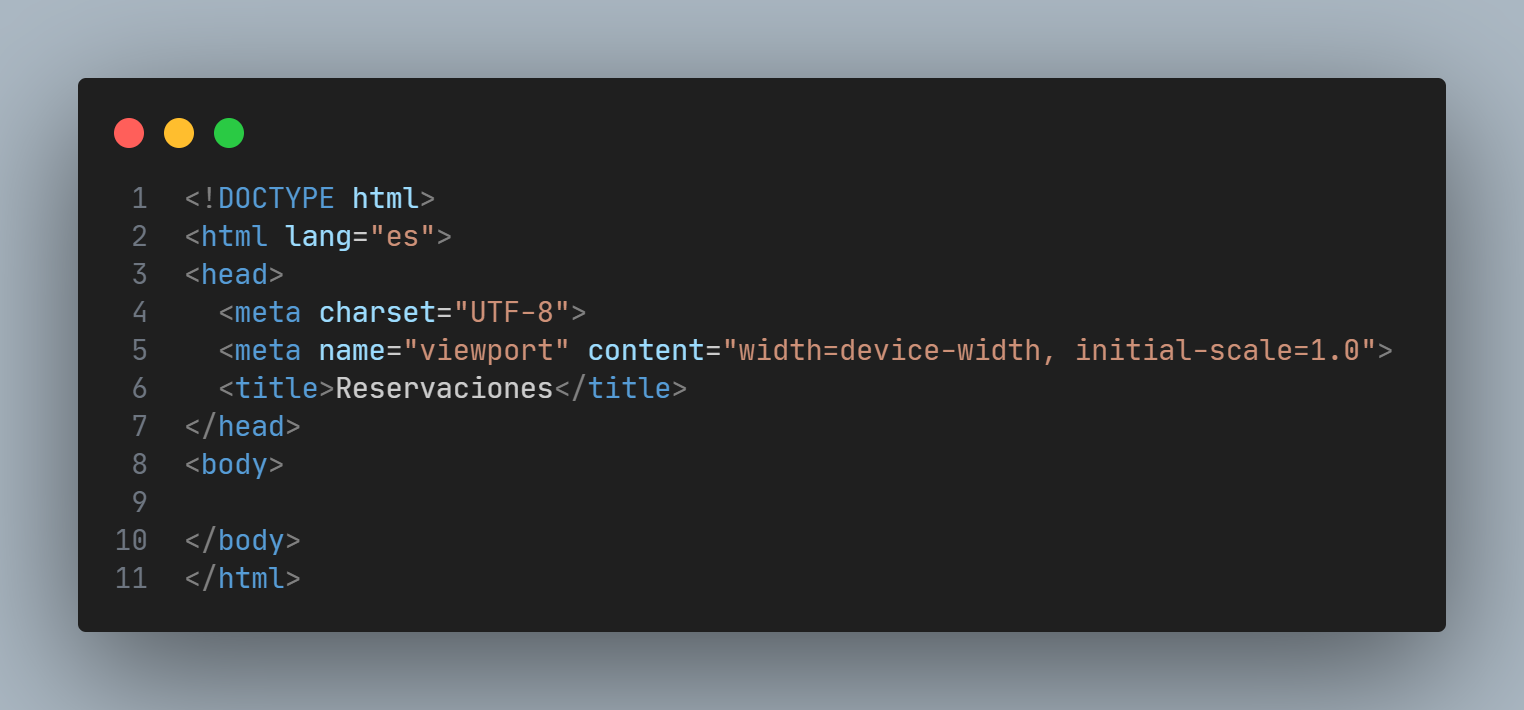 1 <!DOCTYPE html>
2 <html lang="es">
3 <head>
4   <meta charset="UTF-8">
5   <meta name="viewport" content="width=device-width, initial-scale=1.0">
6   <title>Reservaciones</title>
7 </head>
8 <body>
9
10 </body>
11 </html>